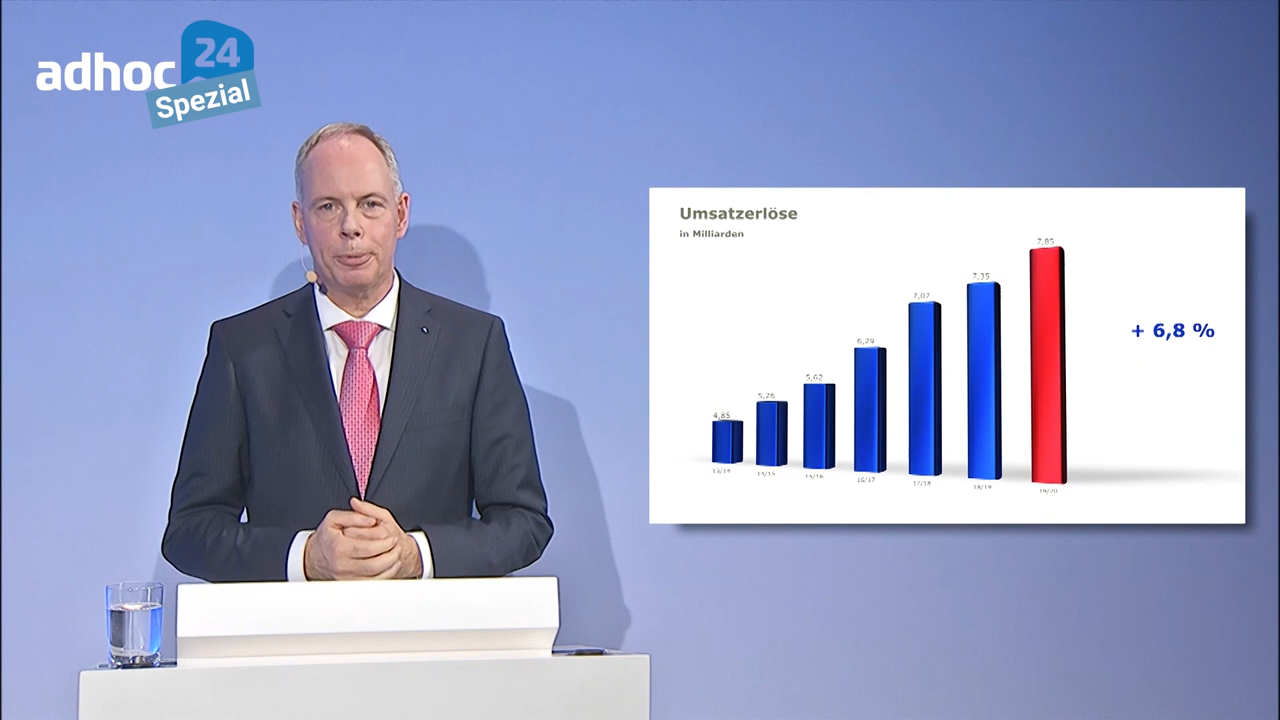 adhoc 24
Spezial
Umsatzerlöse
in Milliarden
7,85
7,35
7,07
6,29
5,62
5,26
4,85
+ 6,8 %
13/14
14/15
15/16
16/17
17/18
18/19
19/20